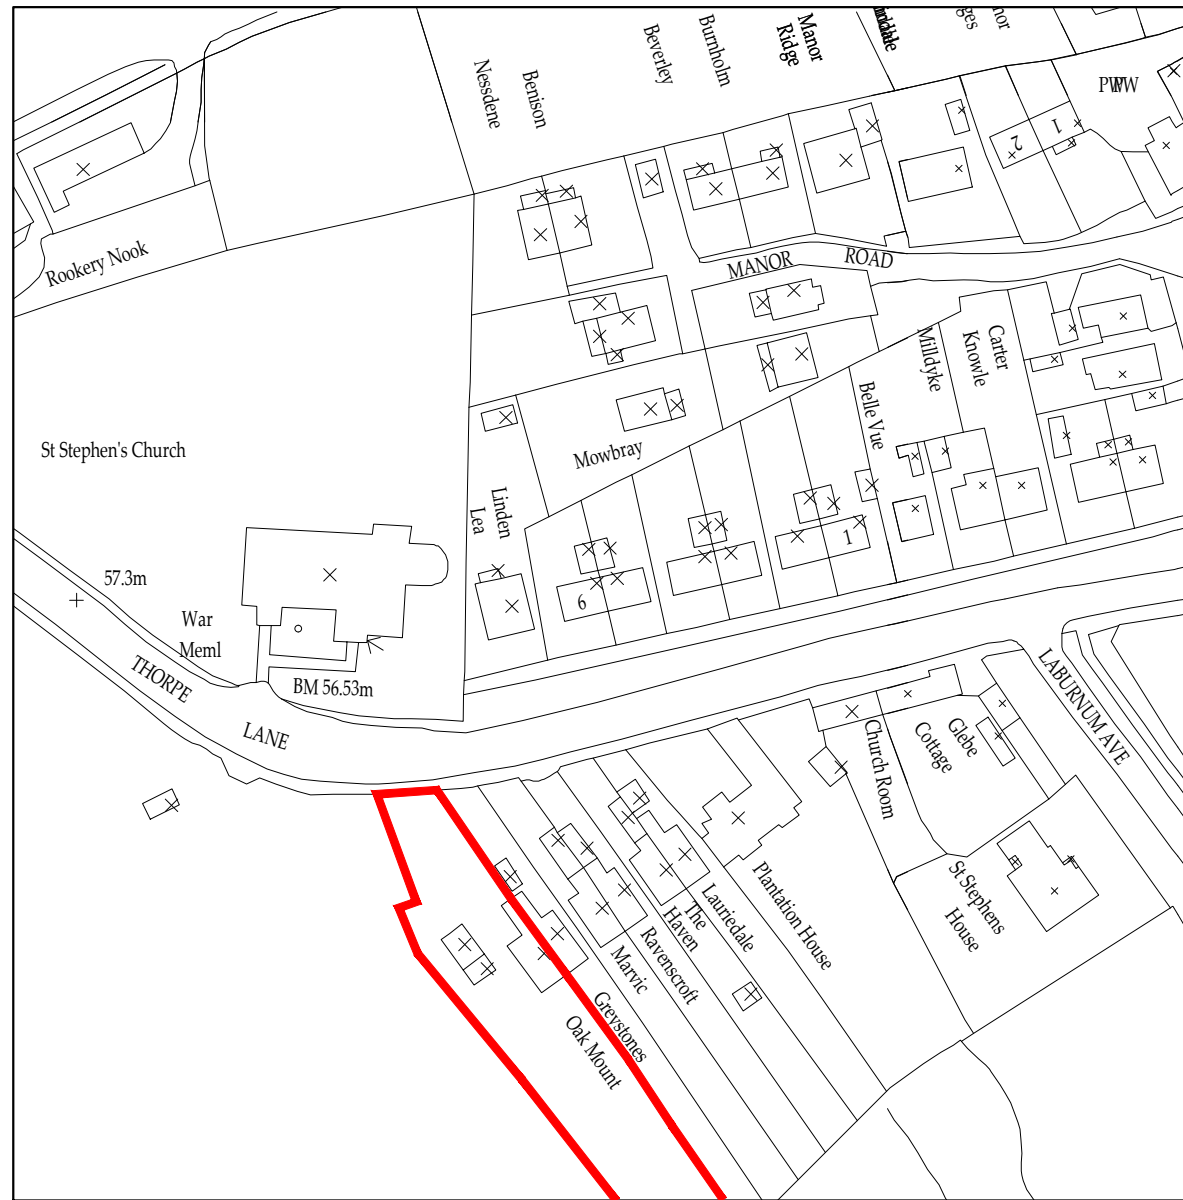 Nessdene
Benison
Beverley
Burnholm
Manor
Ridge
PW
2
1
Rookery Nook
MANOR ROAD
St Stephen's Church
Mowbray
Linden
Lea
Belle Vue
Milldyke
Carter
Knowle
57.3m
War
Meml
BM 56.53m
6
1
THORPE
LANE
LABURNUM AVE
Church Room
Glebe
Cottage
St Stephens
House
Plantation House
Lauriedale
The
Haven
Ravenscroft
Marvic
Greystones
Oak Mount